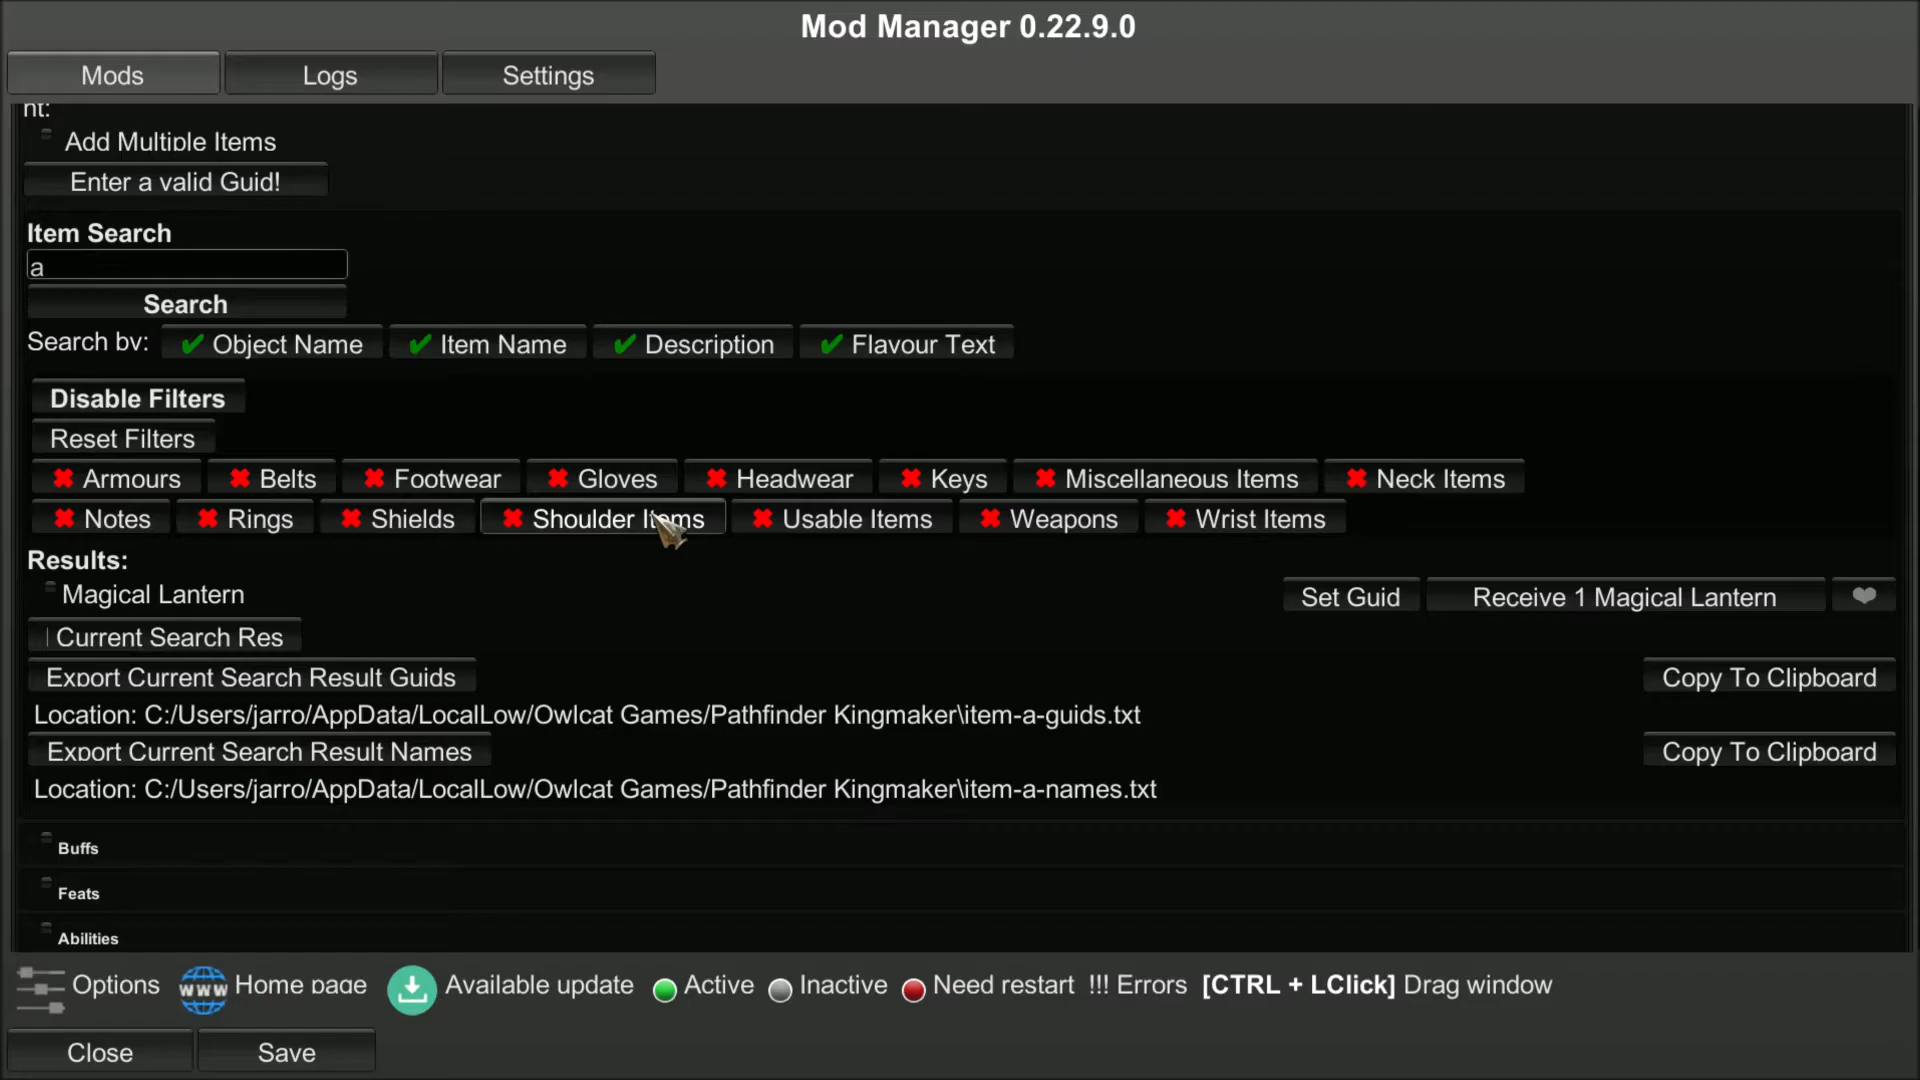 Mod Manager 0.22.9.0
Mods Logs Settings
nt:
Add Multiple Items
Enter a valid Guid!
Item Search
a
Search
Search by: ✔ Object Name ✔ Item Name ✔ Description ✔ Flavour Text
Disable Filters
Reset Filters
✖ Armours ✖ Belts ✖ Footwear ✖ Gloves ✖ Headwear ✖ Keys ✖ Miscellaneous Items ✖ Neck Items
✖ Notes ✖ Rings ✖ Shields ✖ Shoulder Items ✖ Usable Items ✖ Weapons ✖ Wrist Items
Results:
Magical Lantern Set Guid Receive 1 Magical Lantern ❤
Current Search Res
Export Current Search Result Guids Copy To Clipboard
Location: C:/Users/jarro/AppData/LocalLow/Owlcat Games/Pathfinder Kingmaker\item-a-guids.txt
Export Current Search Result Names Copy To Clipboard
Location: C:/Users/jarro/AppData/LocalLow/Owlcat Games/Pathfinder Kingmaker\item-a-names.txt
Buffs
Feats
Abilities
Options www Home page Available update Active Inactive Need restart !!! Errors [CTRL + LClick] Drag window
Close Save